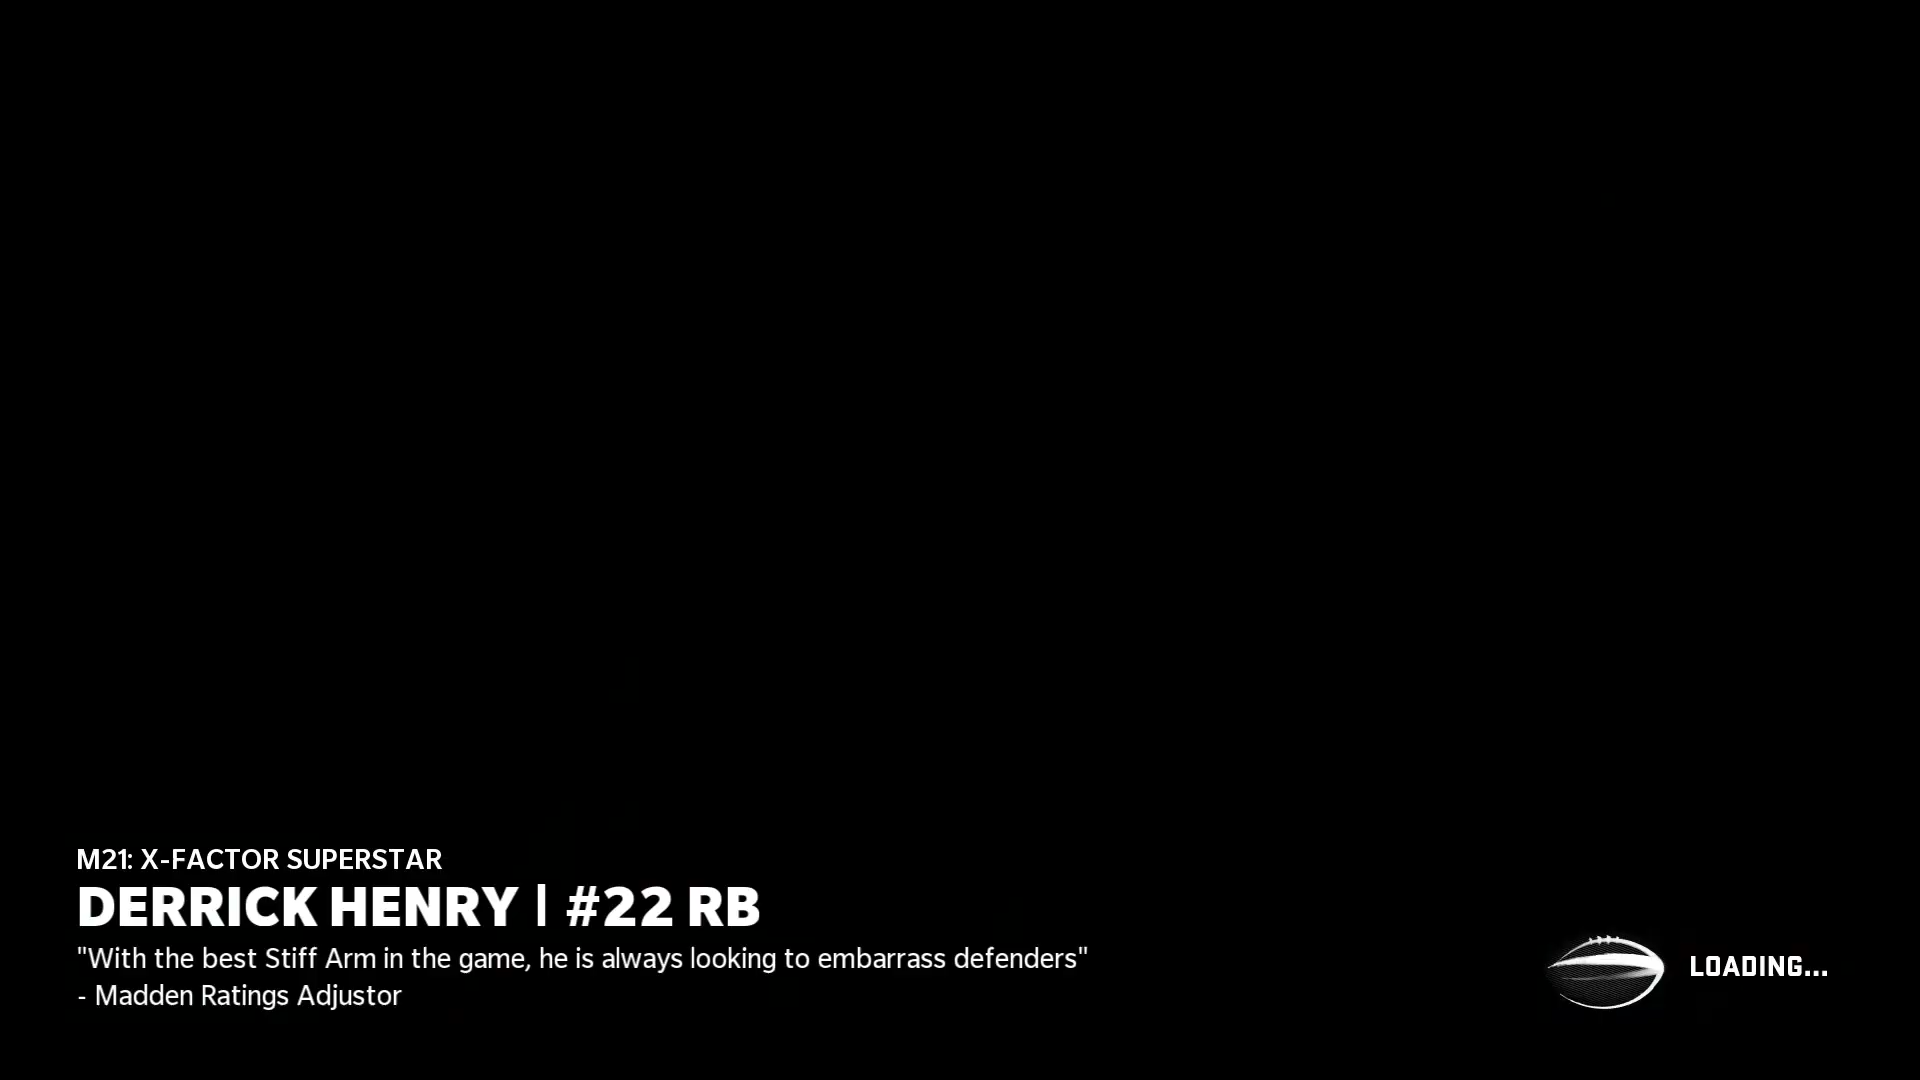 M21: X-FACTOR SUPERSTAR
DERRICK HENRY | #22 RB
"With the best Stiff Arm in the game, he is always looking to embarrass defenders"
- Madden Ratings Adjustor
LOADING...